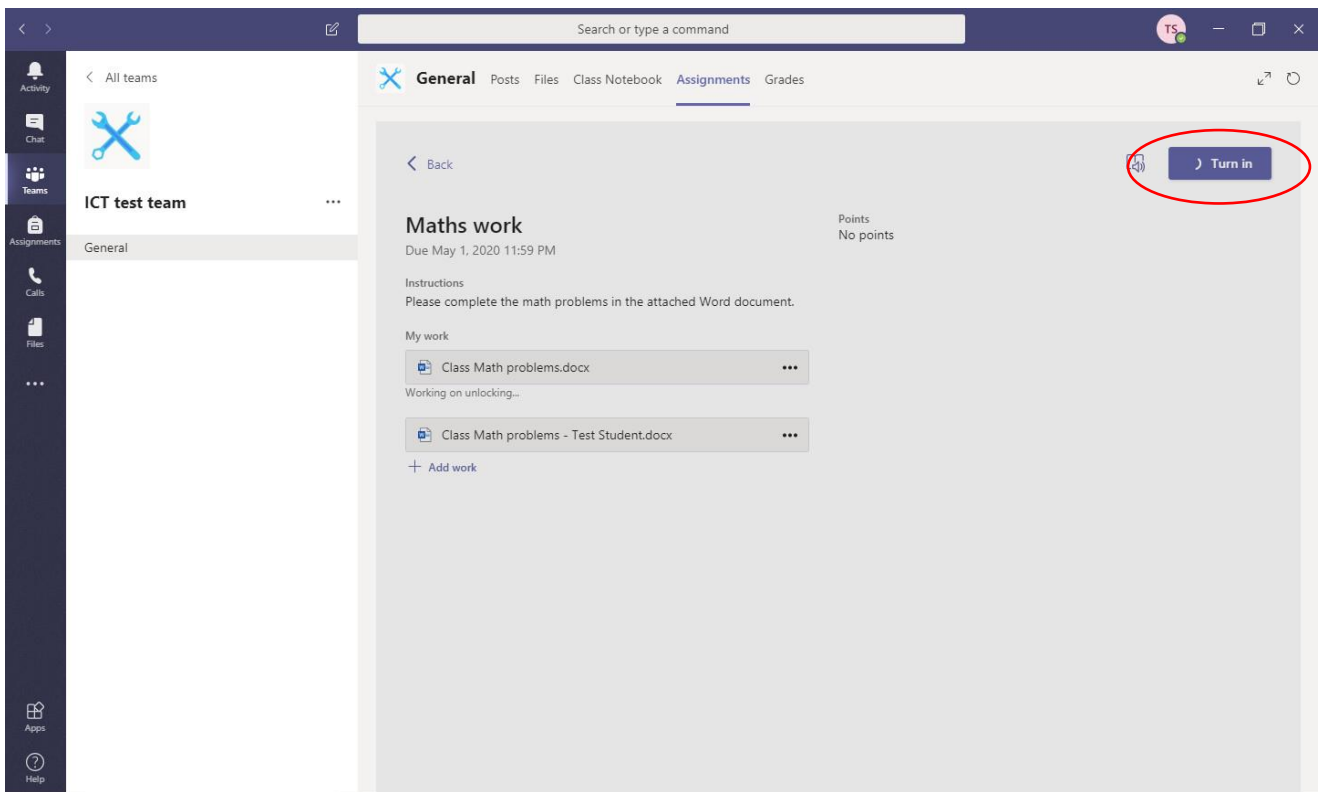 Search or type a command
TS
Activity
Chat
Teams
Assignments
Calls
Files
Apps
Help
All teams
ICT test team
General
General Posts Files Class Notebook Assignments Grades
Back
Turn in
Maths work
Due May 1, 2020 11:59 PM
Points
No points
Instructions
Please complete the math problems in the attached Word document.
My work
Class Math problems.docx
Working on unlocking...
Class Math problems - Test Student.docx
+ Add work